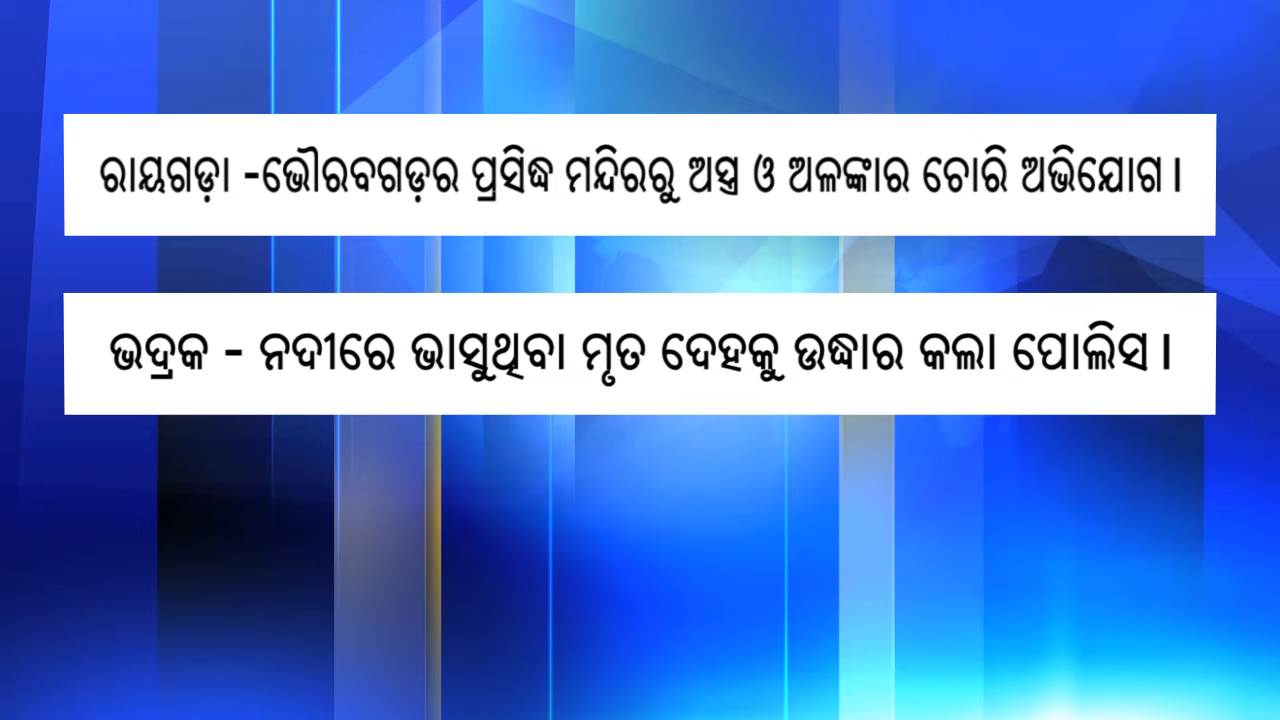 ରାୟଗଡ଼ା -ଭୌରବଗଡ଼ର ପ୍ରସିଦ୍ଧ ମନ୍ଦିରରୁ ଅସ୍ତ୍ର ଓ ଅଳଙ୍କାର ଚୋରି ଅଭିଯୋଗ।
ଭଦ୍ରକ - ନଦୀରେ ଭାସୁଥିବା ମୃତ ଦେହକୁ ଉଦ୍ଧାର କଲା ପୋଲିସ।